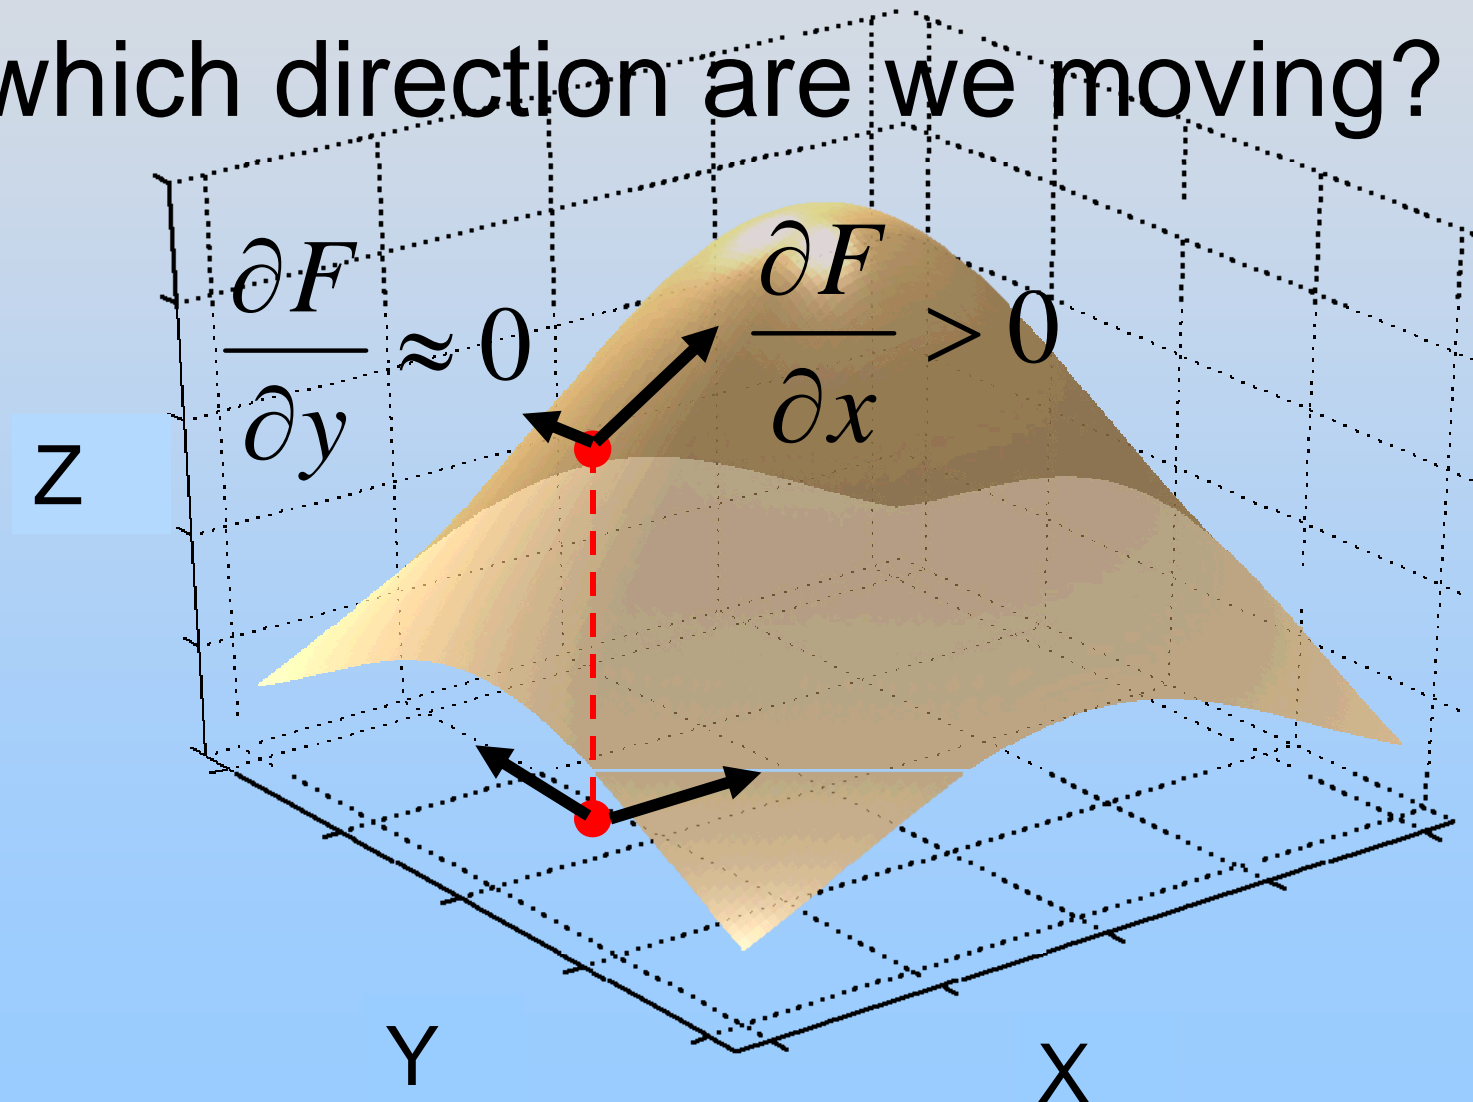 which direction are we moving?
∂F/∂y ≈ 0
∂F/∂x > 0
Z
Y
X